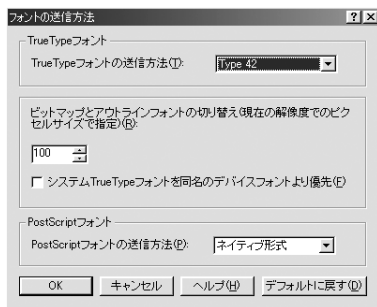 フォントの送信方法
TrueTypeフォント
TrueTypeフォントの送信方法(T):
Type 42
ビットマップとアウトラインフォントの切り替え(現在の解像度でのピク
セルサイズで指定)(R):
100
システムTrueTypeフォントを同名のデバイスフォントより優先(F)
PostScriptフォント
PostScriptフォントの送信方法(P):
ネイティブ形式
OK キャンセル ヘルプ(H) デフォルトに戻す(D)